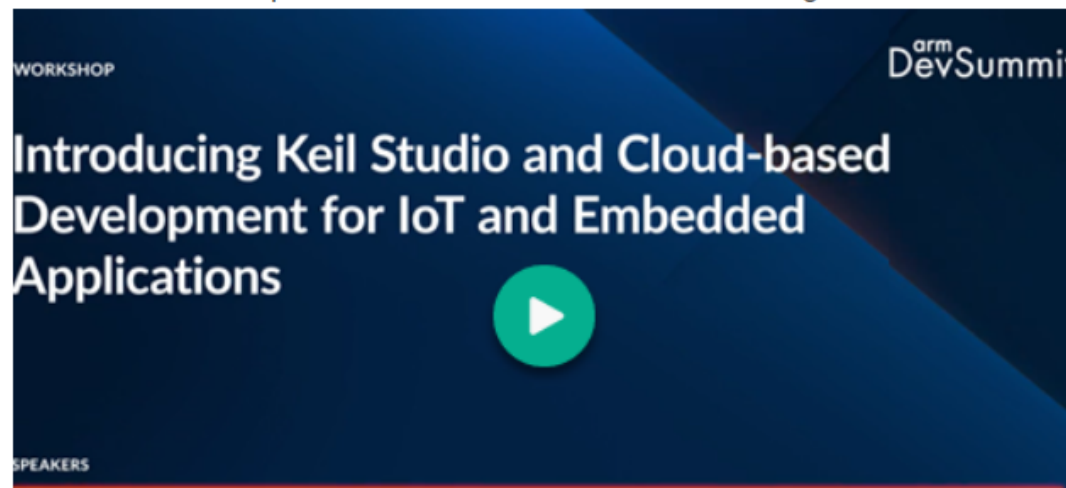 WORKSHOP
arm
DevSummit
Introducing Keil Studio and Cloud-based
Development for IoT and Embedded
Applications
SPEAKERS